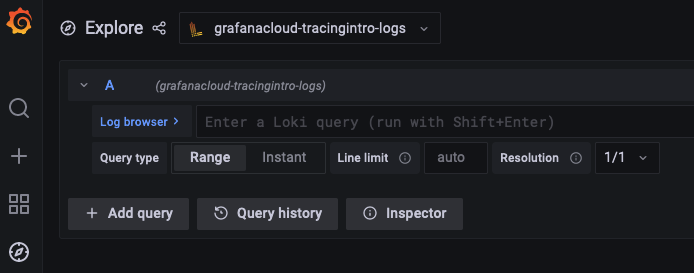 Explore grafanacloud-tracingintro-logs
A (grafanacloud-tracingintro-logs)
Log browser > Enter a Loki query (run with Shift+Enter)
Query type Range Instant Line limit auto Resolution 1/1
+ Add query Query history Inspector